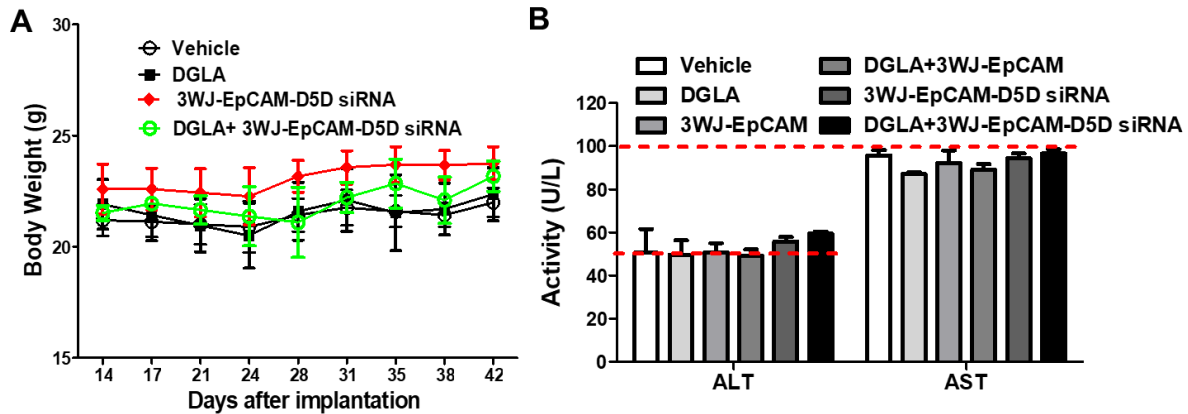 A
Body Weight (g)
30
25
20
15
Vehicle
DGLA
3WJ-EpCAM-D5D siRNA
DGLA+ 3WJ-EpCAM-D5D siRNA
14 17 21 24 28 31 35 38 42
Days after implantation
B
Vehicle
DGLA
3WJ-EpCAM
DGLA+3WJ-EpCAM
3WJ-EpCAM-D5D siRNA
DGLA+3WJ-EpCAM-D5D siRNA
Activity (U/L)
120
100
80
60
40
20
0
ALT AST